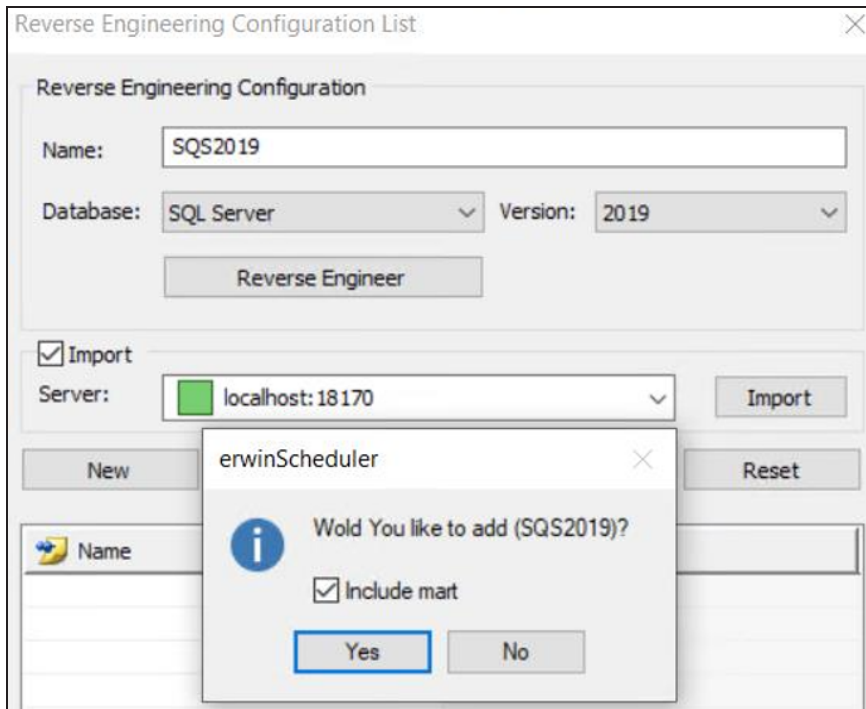 Reverse Engineering Configuration List
Reverse Engineering Configuration
Name: SQS2019
Database: SQL Server Version: 2019
Reverse Engineer
Import
Server: localhost:18170 Import
New Reset
erwinScheduler
Wold You like to add (SQS2019)?
Include mart
Yes No
Name